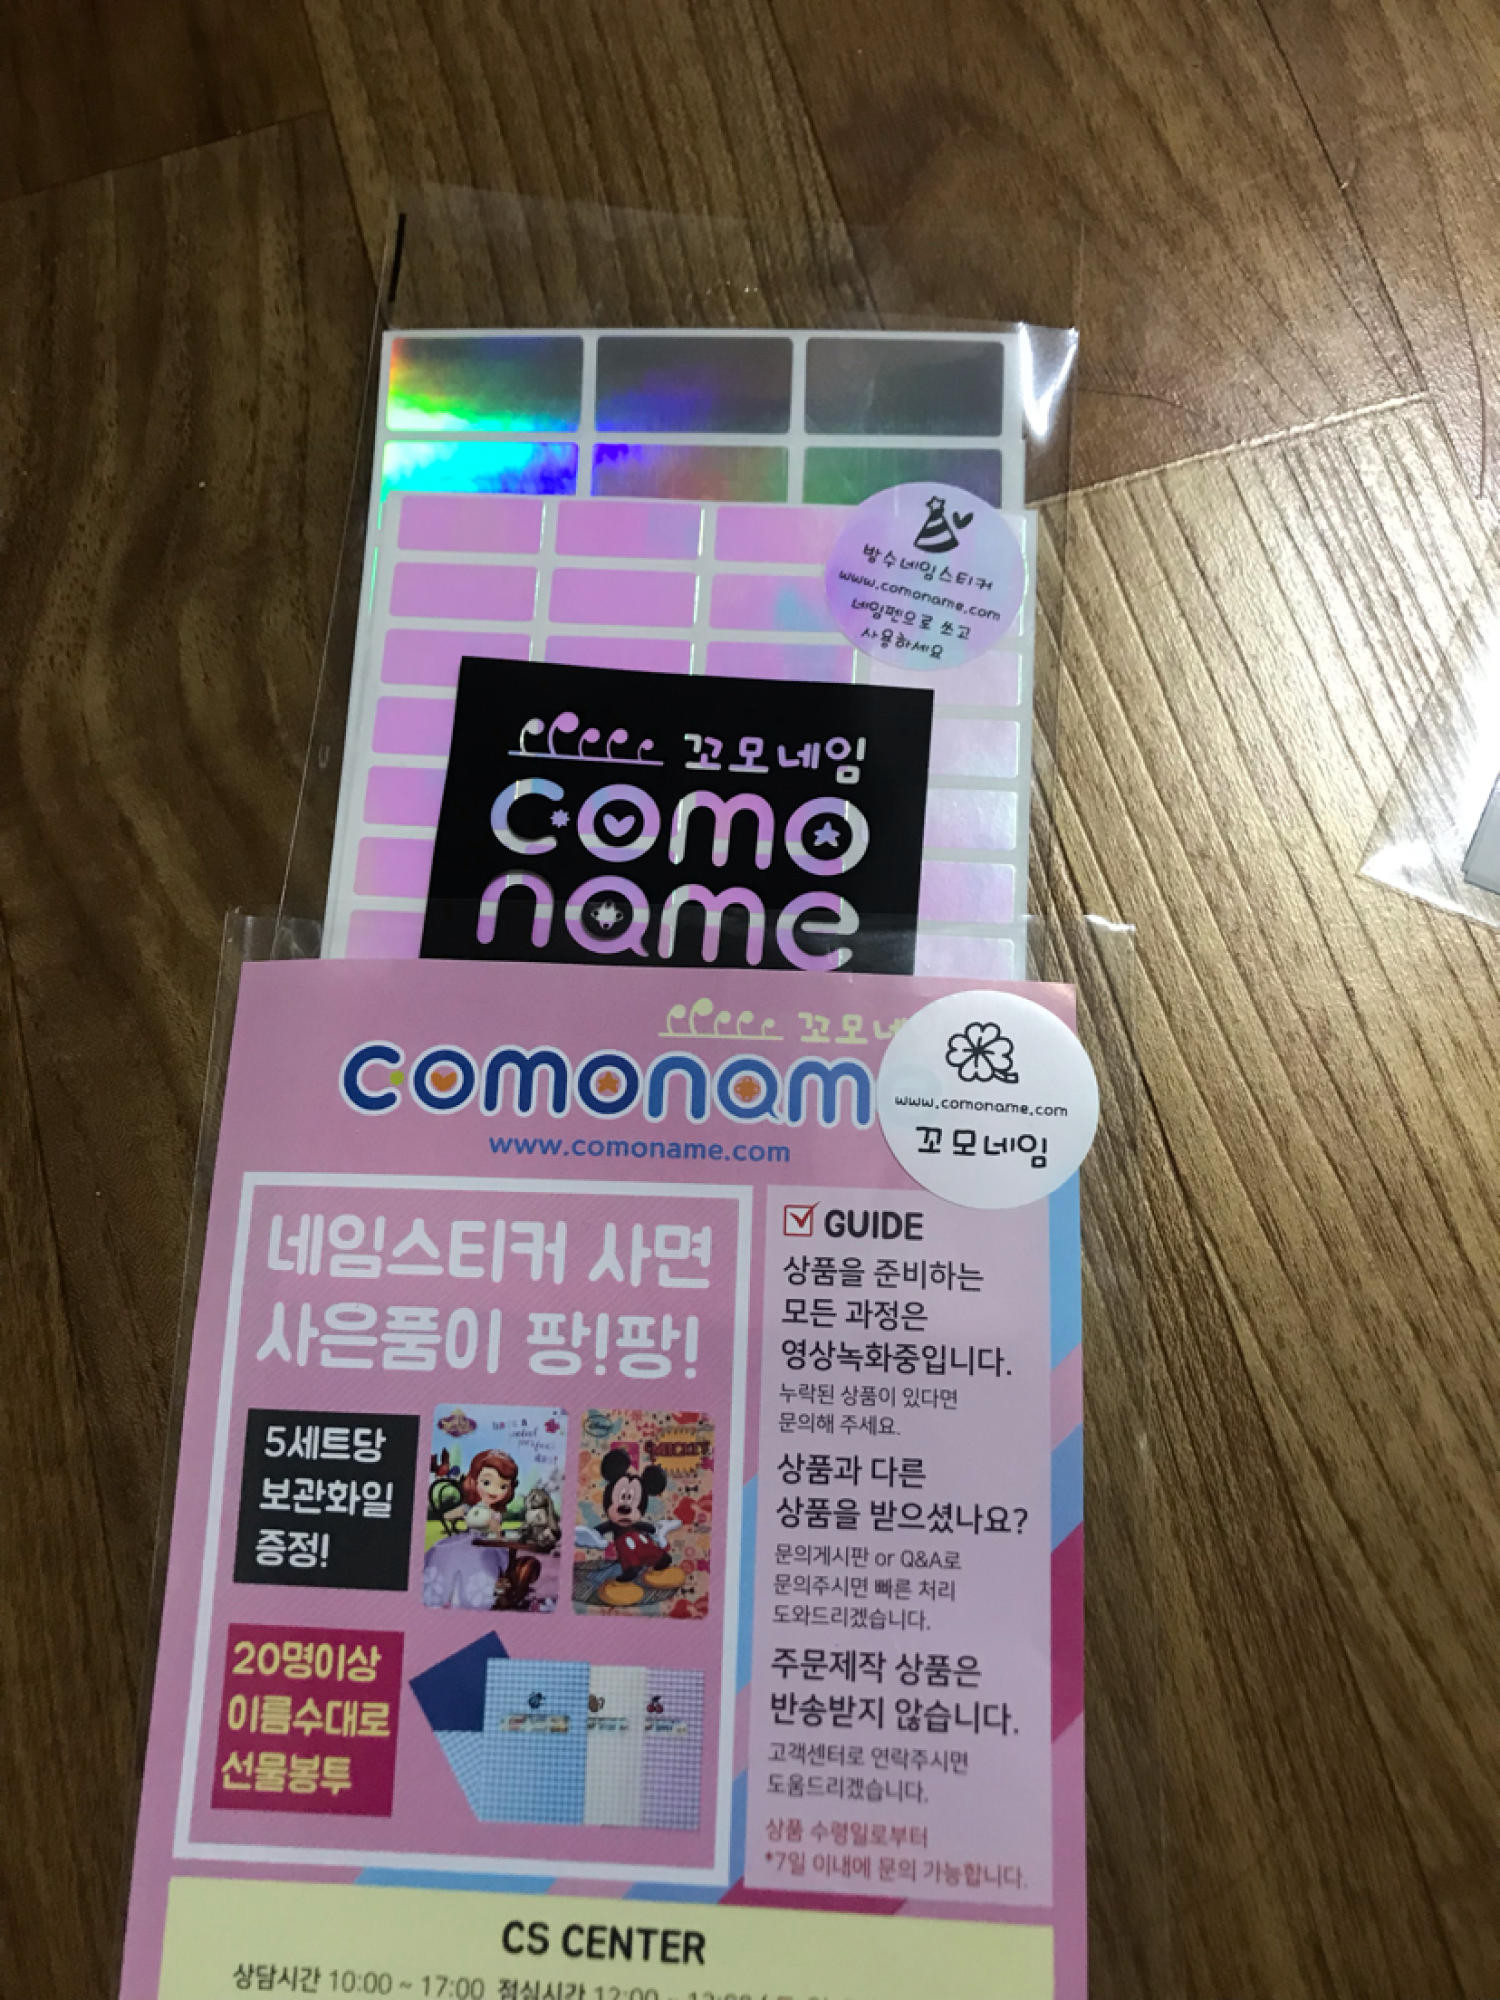 방수네임스티커
www.comoname.com
네임펜으로 쓰고
사용하세요
꼬모네임
como
name
꼬모네
comonam
www.comoname.com
www.comoname.com
꼬모네임
네임스티커 사면
사은품이 팡!팡!
5세트당
보관화일
증정!
MICKEY
20명이상
이름수대로
선물봉투
GUIDE
상품을 준비하는
모든 과정은
영상녹화중입니다.
누락된 상품이 있다면
문의해 주세요.
상품과 다른
상품을 받으셨나요?
문의게시판 or Q&A로
문의주시면 빠른 처리
도와드리겠습니다.
주문제작 상품은
반송받지 않습니다.
고객센터로 연락주시면
도움드리겠습니다.
상품 수령일로부터
*7일 이내에 문의 가능합니다.
CS CENTER
상담시간 10:00 ~ 17:00 점심시간 12:00 ~